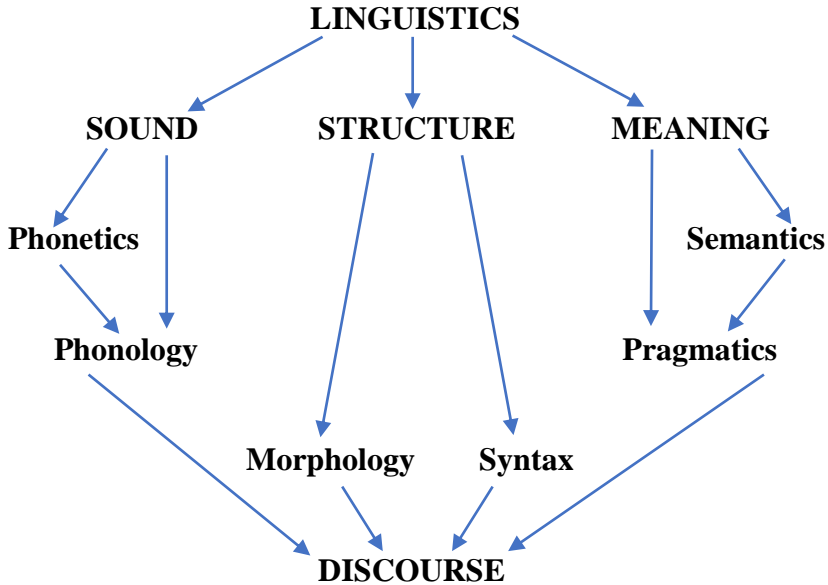 LINGUISTICS
SOUND STRUCTURE MEANING
Phonetics Semantics
Phonology Pragmatics
Morphology Syntax
DISCOURSE